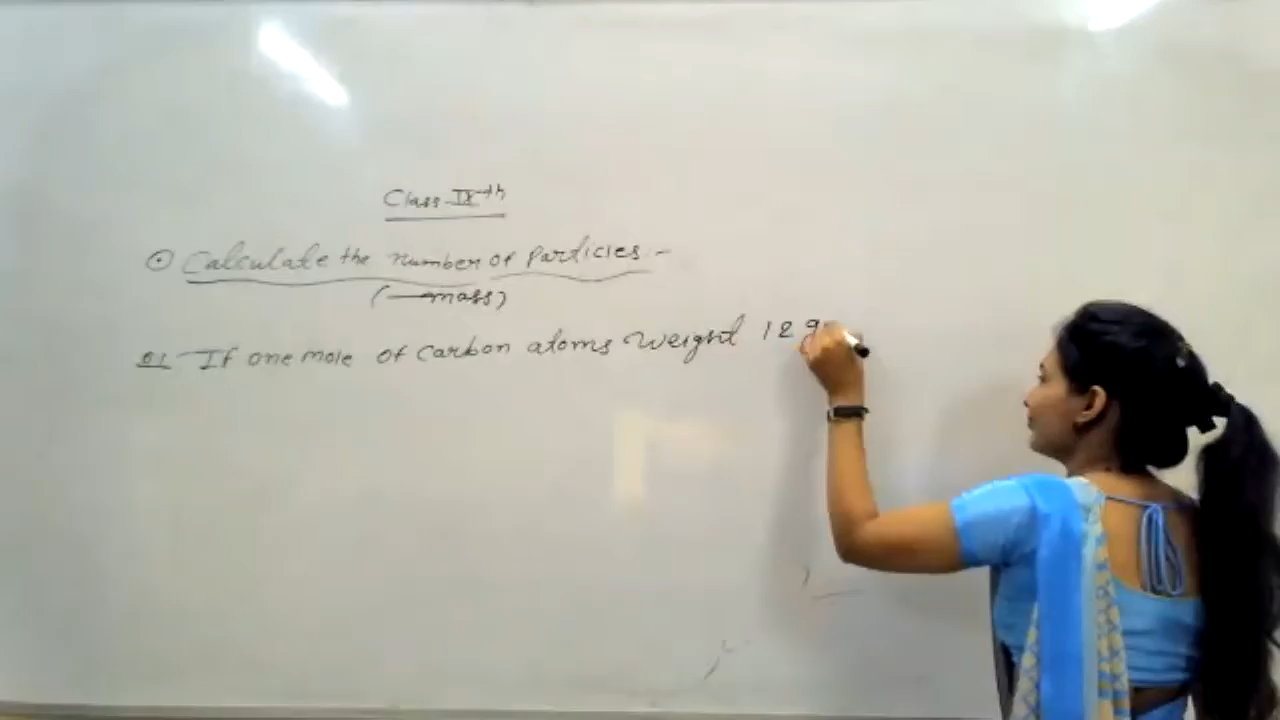 Class-IXth
⊙ Calculate the number of Particles -
(—mass)
Q1- If one mole of carbon atoms weight 12 g